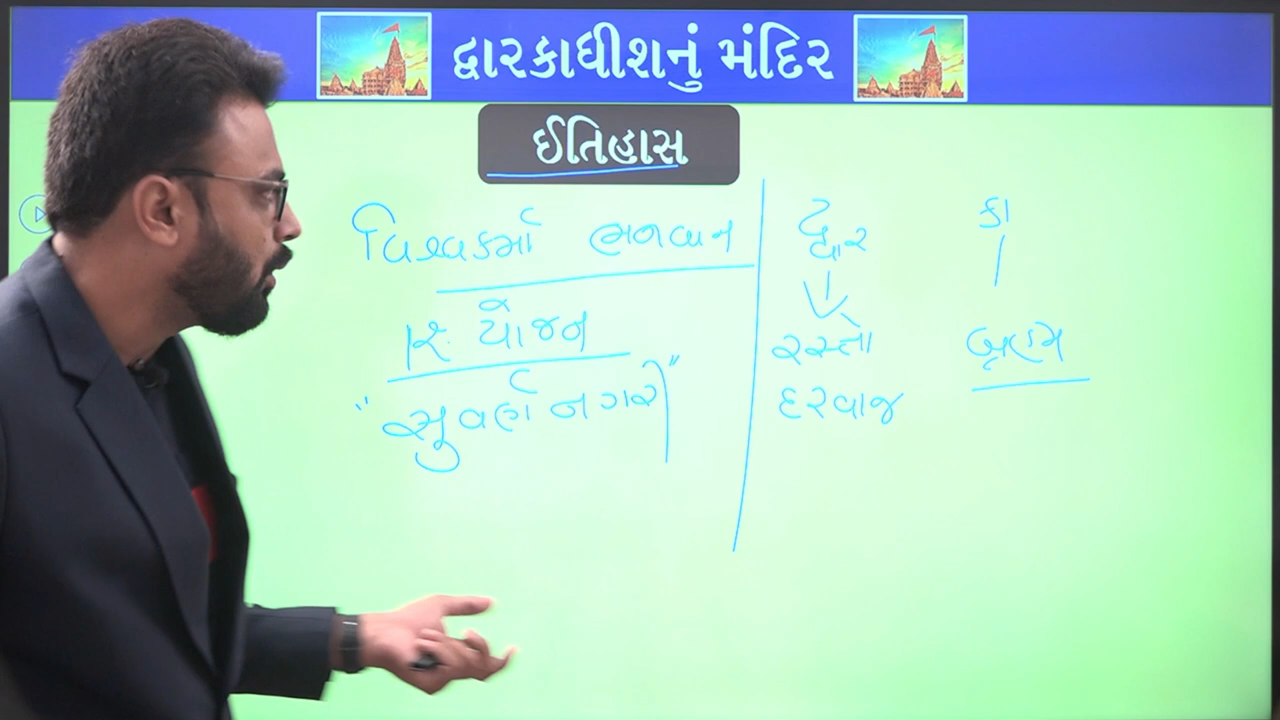 દ્વારકાધીશનું મંદિર
ઈતિહાસ
વિશ્વકર્મા ભગવાન
૧૨ યોજન
"સુવર્ણ નગરી"
દ્વાર કા
રસ્તો બ્રહ્મ
દરવાજ